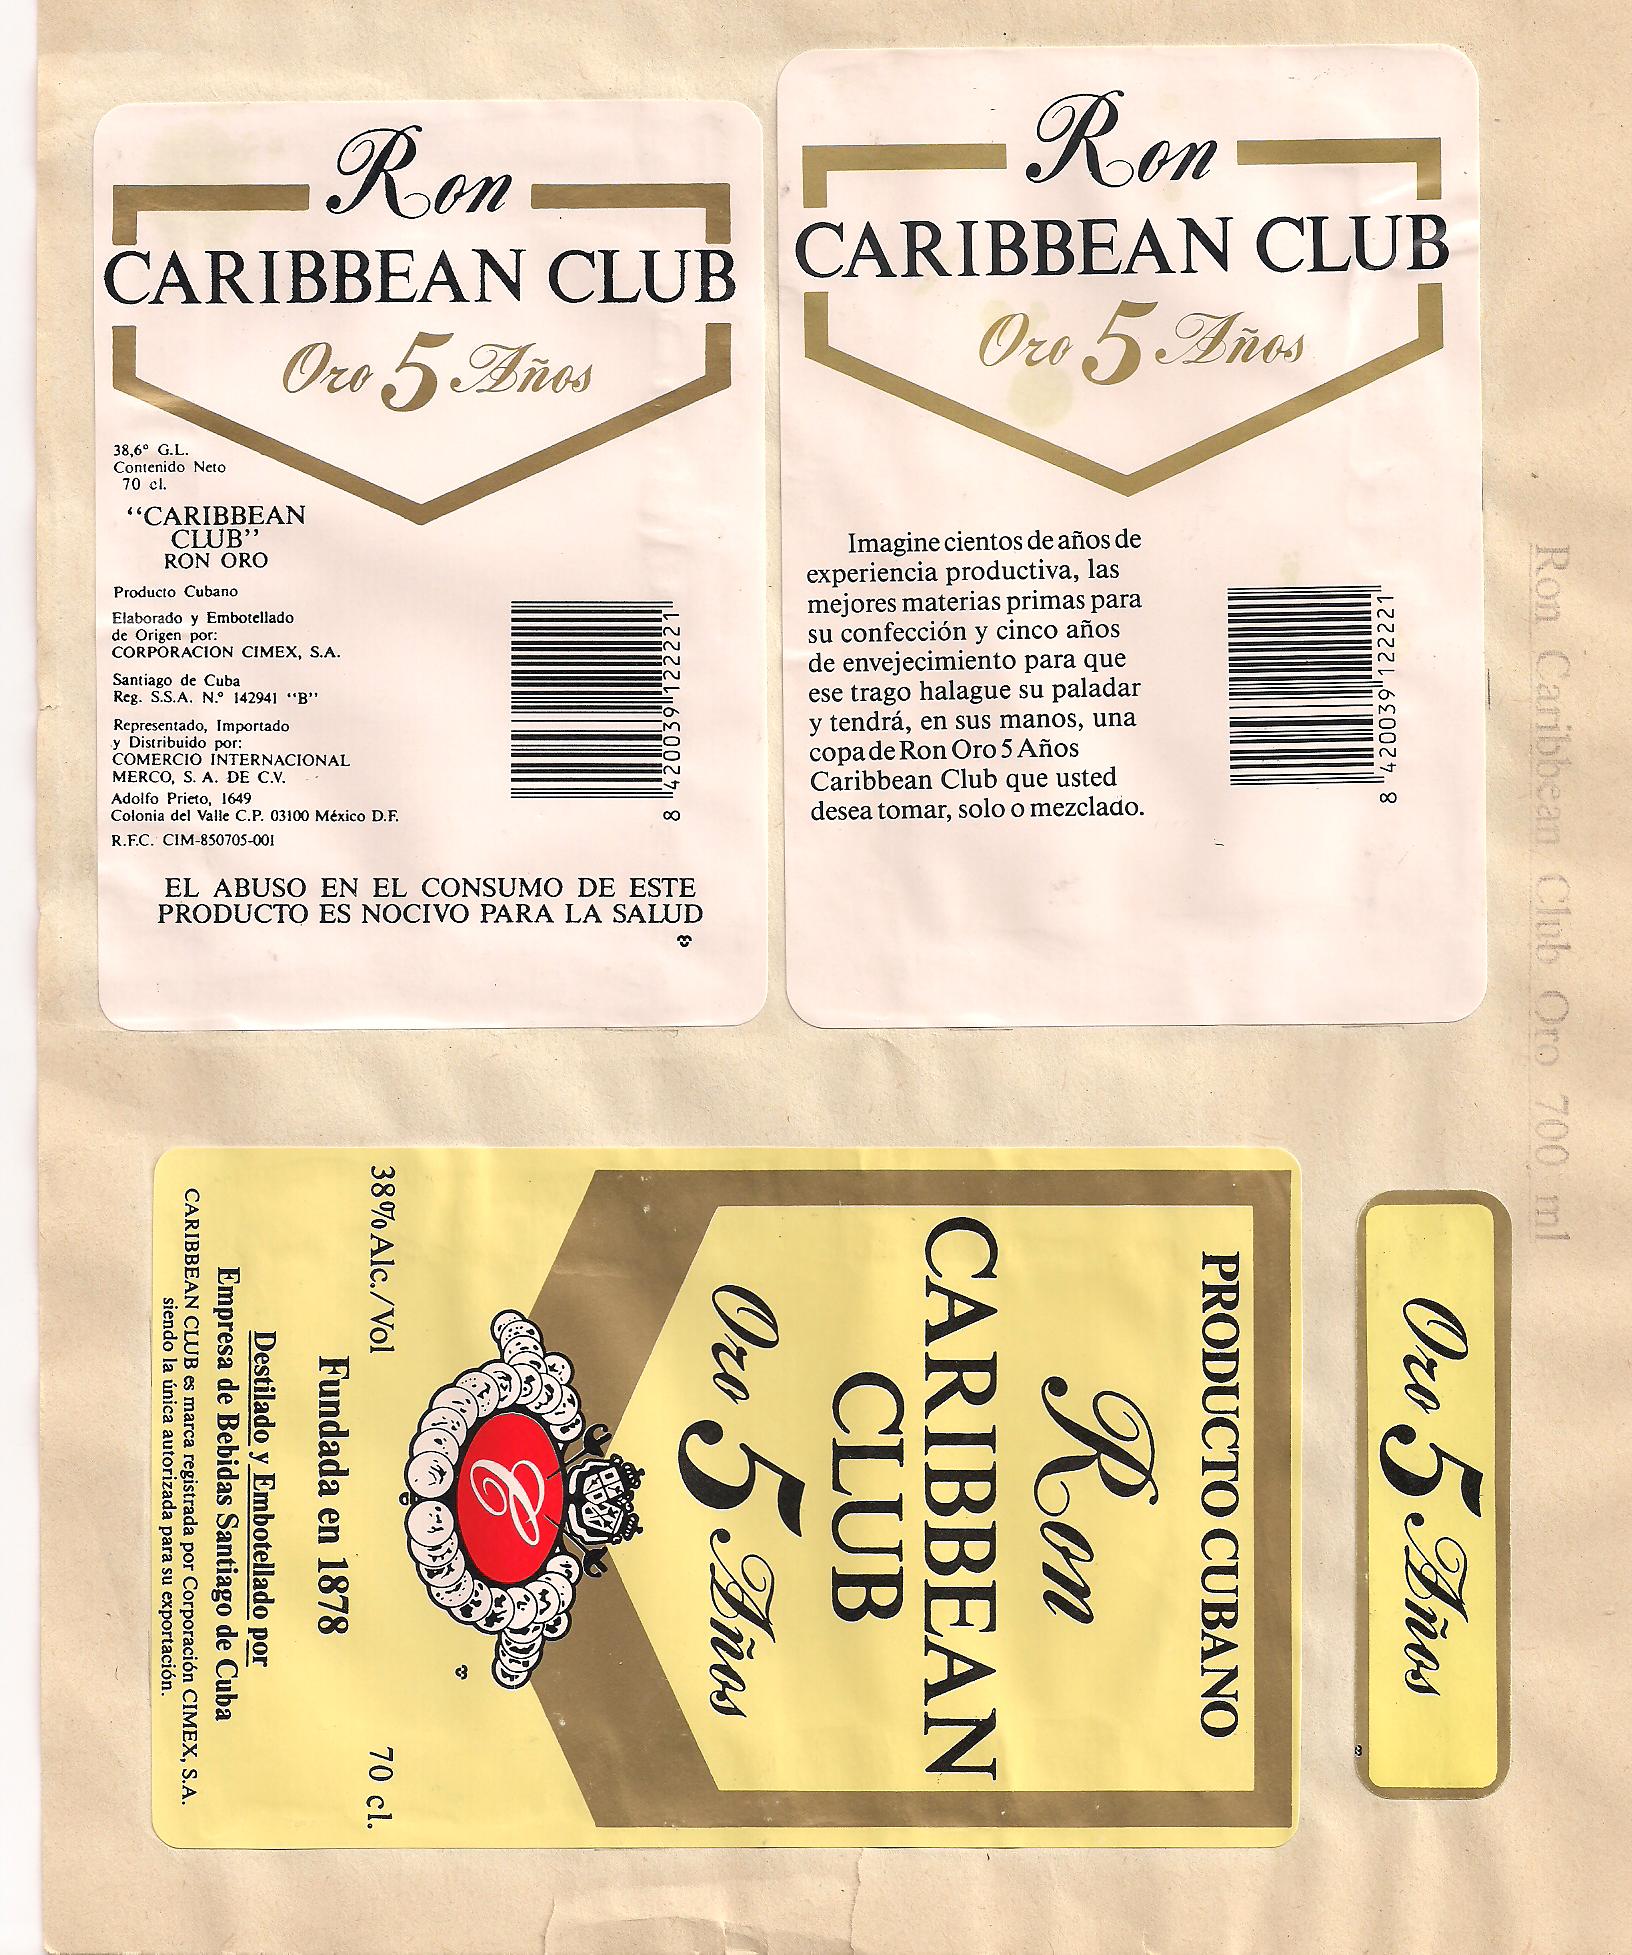 Ron
CARIBBEAN CLUB
Oro 5 Años
38,6° G.L.
Contenido Neto
70 cl.
“CARIBBEAN
CLUB”
RON ORO
Producto Cubano
Elaborado y Embotellado
de Origen por:
CORPORACION CIMEX, S.A.
Santiago de Cuba
Reg. S.S.A. N.º 142941 “B”
Representado, Importado
y Distribuido por:
COMERCIO INTERNACIONAL
MERCO, S. A. DE C.V.
Adolfo Prieto, 1649
Colonia del Valle C.P. 03100 México D.F.
R.F.C. CIM-850705-001
8 420039 122221
EL ABUSO EN EL CONSUMO DE ESTE
PRODUCTO ES NOCIVO PARA LA SALUD
Ron
CARIBBEAN CLUB
Oro 5 Años
Imagine cientos de años de
experiencia productiva, las
mejores materias primas para
su confección y cinco años
de envejecimiento para que
ese trago halague su paladar
y tendrá, en sus manos, una
copa de Ron Oro 5 Años
Caribbean Club que usted
desea tomar, solo o mezclado.
8 420039 122221
Ron Caribbean Club Oro 700 ml
Oro 5 Años
PRODUCTO CUBANO
Ron
CARIBBEAN
CLUB
Oro 5 Años
C
38% Alc./Vol
70 cl.
Fundada en 1878
Destilado y Embotellado por
Empresa de Bebidas Santiago de Cuba
CARIBBEAN CLUB es marca registrada por Corporación CIMEX, S.A.
siendo la única autorizada para su exportación.